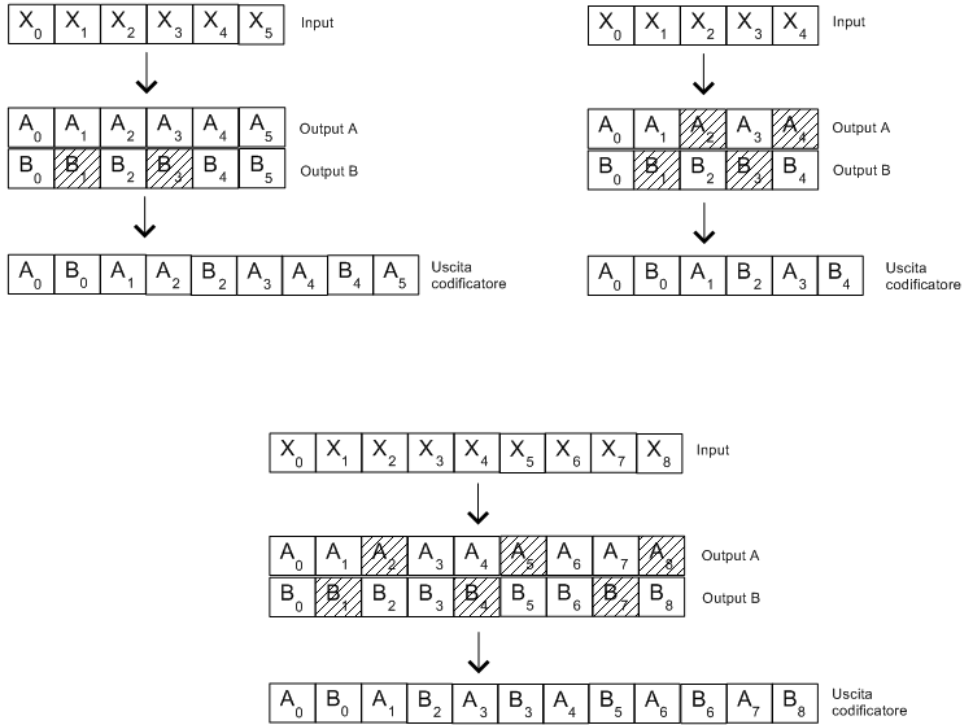 X0 X1 X2 X3 X4 X5 Input
A0 A1 A2 A3 A4 A5 Output A
B0 B1 B2 B3 B4 B5 Output B
A0 B0 A1 A2 B2 A3 A4 B4 A5 Uscita
codificatore
X0 X1 X2 X3 X4 Input
A0 A1 A2 A3 A4 Output A
B0 B1 B2 B3 B4 Output B
A0 B0 A1 B2 A3 B4 Uscita
codificatore
X0 X1 X2 X3 X4 X5 X6 X7 X8 Input
A0 A1 A2 A3 A4 A5 A6 A7 A8 Output A
B0 B1 B2 B3 B4 B5 B6 B7 B8 Output B
A0 B0 A1 B2 A3 B3 A4 B5 A6 B6 A7 B8 Uscita
codificatore